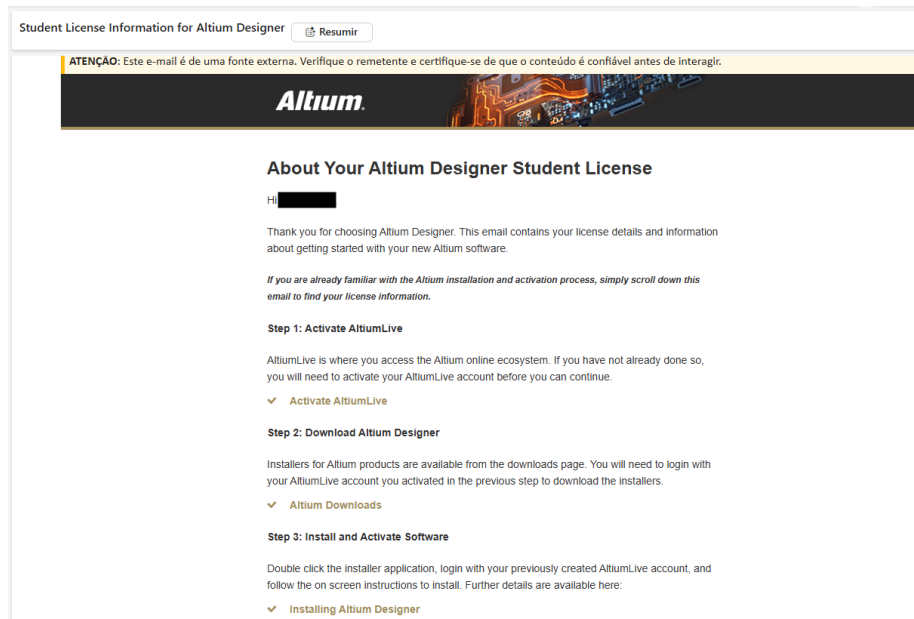 Student License Information for Altium Designer
Resumir
ATENÇÃO: Este e-mail é de uma fonte externa. Verifique o remetente e certifique-se de que o conteúdo é confiável antes de interagir.
Altıum.
About Your Altium Designer Student License
Hi
Thank you for choosing Altium Designer. This email contains your license details and information
about getting started with your new Altium software.
If you are already familiar with the Altium installation and activation process, simply scroll down this
email to find your license information.
Step 1: Activate AltiumLive
AltiumLive is where you access the Altium online ecosystem. If you have not already done so,
you will need to activate your AltiumLive account before you can continue.
Activate AltiumLive
Step 2: Download Altium Designer
Installers for Altium products are available from the downloads page. You will need to login with
your AltiumLive account you activated in the previous step to download the installers.
Altium Downloads
Step 3: Install and Activate Software
Double click the installer application, login with your previously created AltiumLive account, and
follow the on screen instructions to install. Further details are available here:
Installing Altium Designer